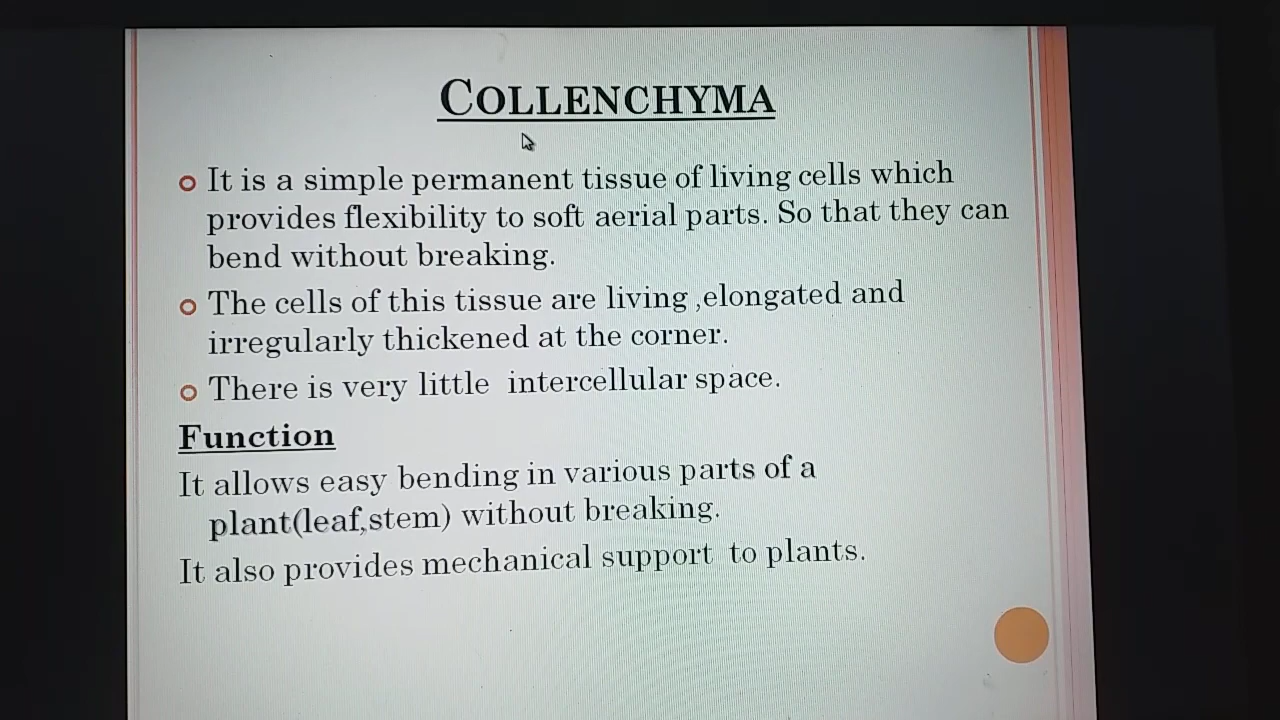 COLLENCHYMA
It is a simple permanent tissue of living cells which
provides flexibility to soft aerial parts. So that they can
bend without breaking.
The cells of this tissue are living ,elongated and
irregularly thickened at the corner.
There is very little intercellular space.
Function
It allows easy bending in various parts of a
plant(leaf,stem) without breaking.
It also provides mechanical support to plants.